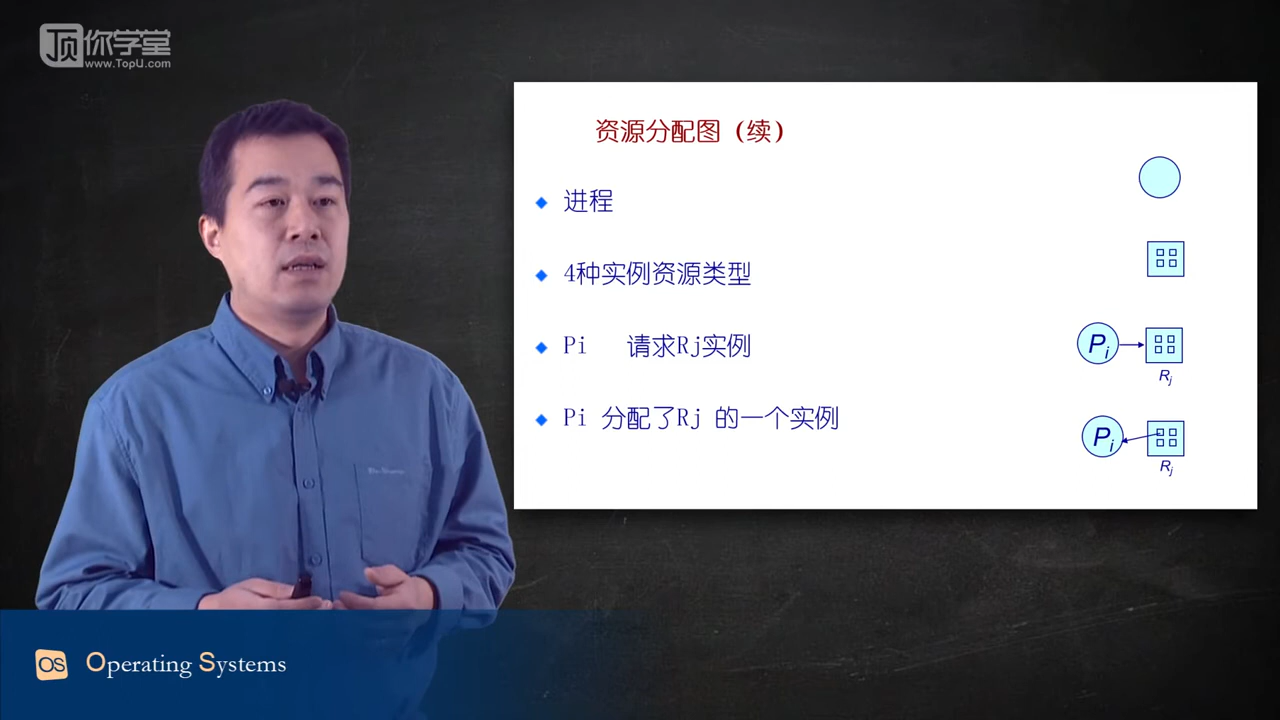 顶你学堂
www.TopU.com
资源分配图（续）
进程
4种实例资源类型
Pi 请求Rj实例
Pi
Rj
Pi 分配了Rj 的一个实例
Pi
Rj
OS Operating Systems